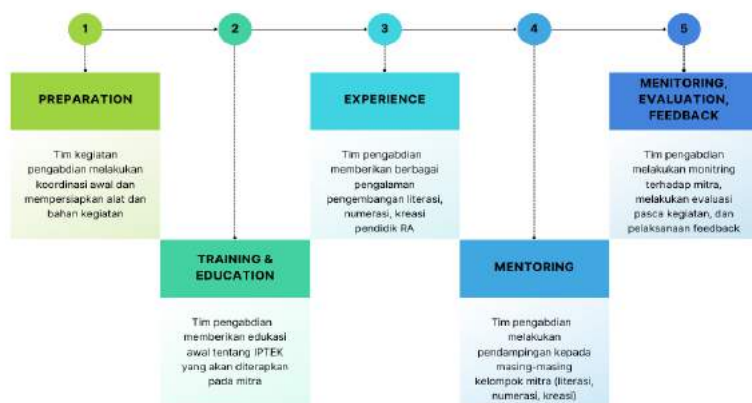 1
2
3
4
5
PREPARATION
Tim kegiatan
pengabdian melakukan
koordinasi awal dan
mempersiapkan alat dan
bahan kegiatan
TRAINING &
EDUCATION
Tim pengabdian
memberikan edukasi
awal tentang IPTEK
yang akan diterapkan
pada mitra
EXPERIENCE
Tim pengabdian
memberikan berbagai
pengalaman
pengembangan literasi,
numerasi, kreasi
pendidik RA
MENTORING
Tim pengabdian
melakukan
pendampingan kepada
masing-masing
kelompok mitra (literasi,
numerasi, kreasi)
MENITORING,
EVALUATION,
FEEDBACK
Tim pengabdian
melakukan monitring
terhadap mitra,
melakukan evaluasi
pasca kegiatan, dan
pelaksanaan feedback